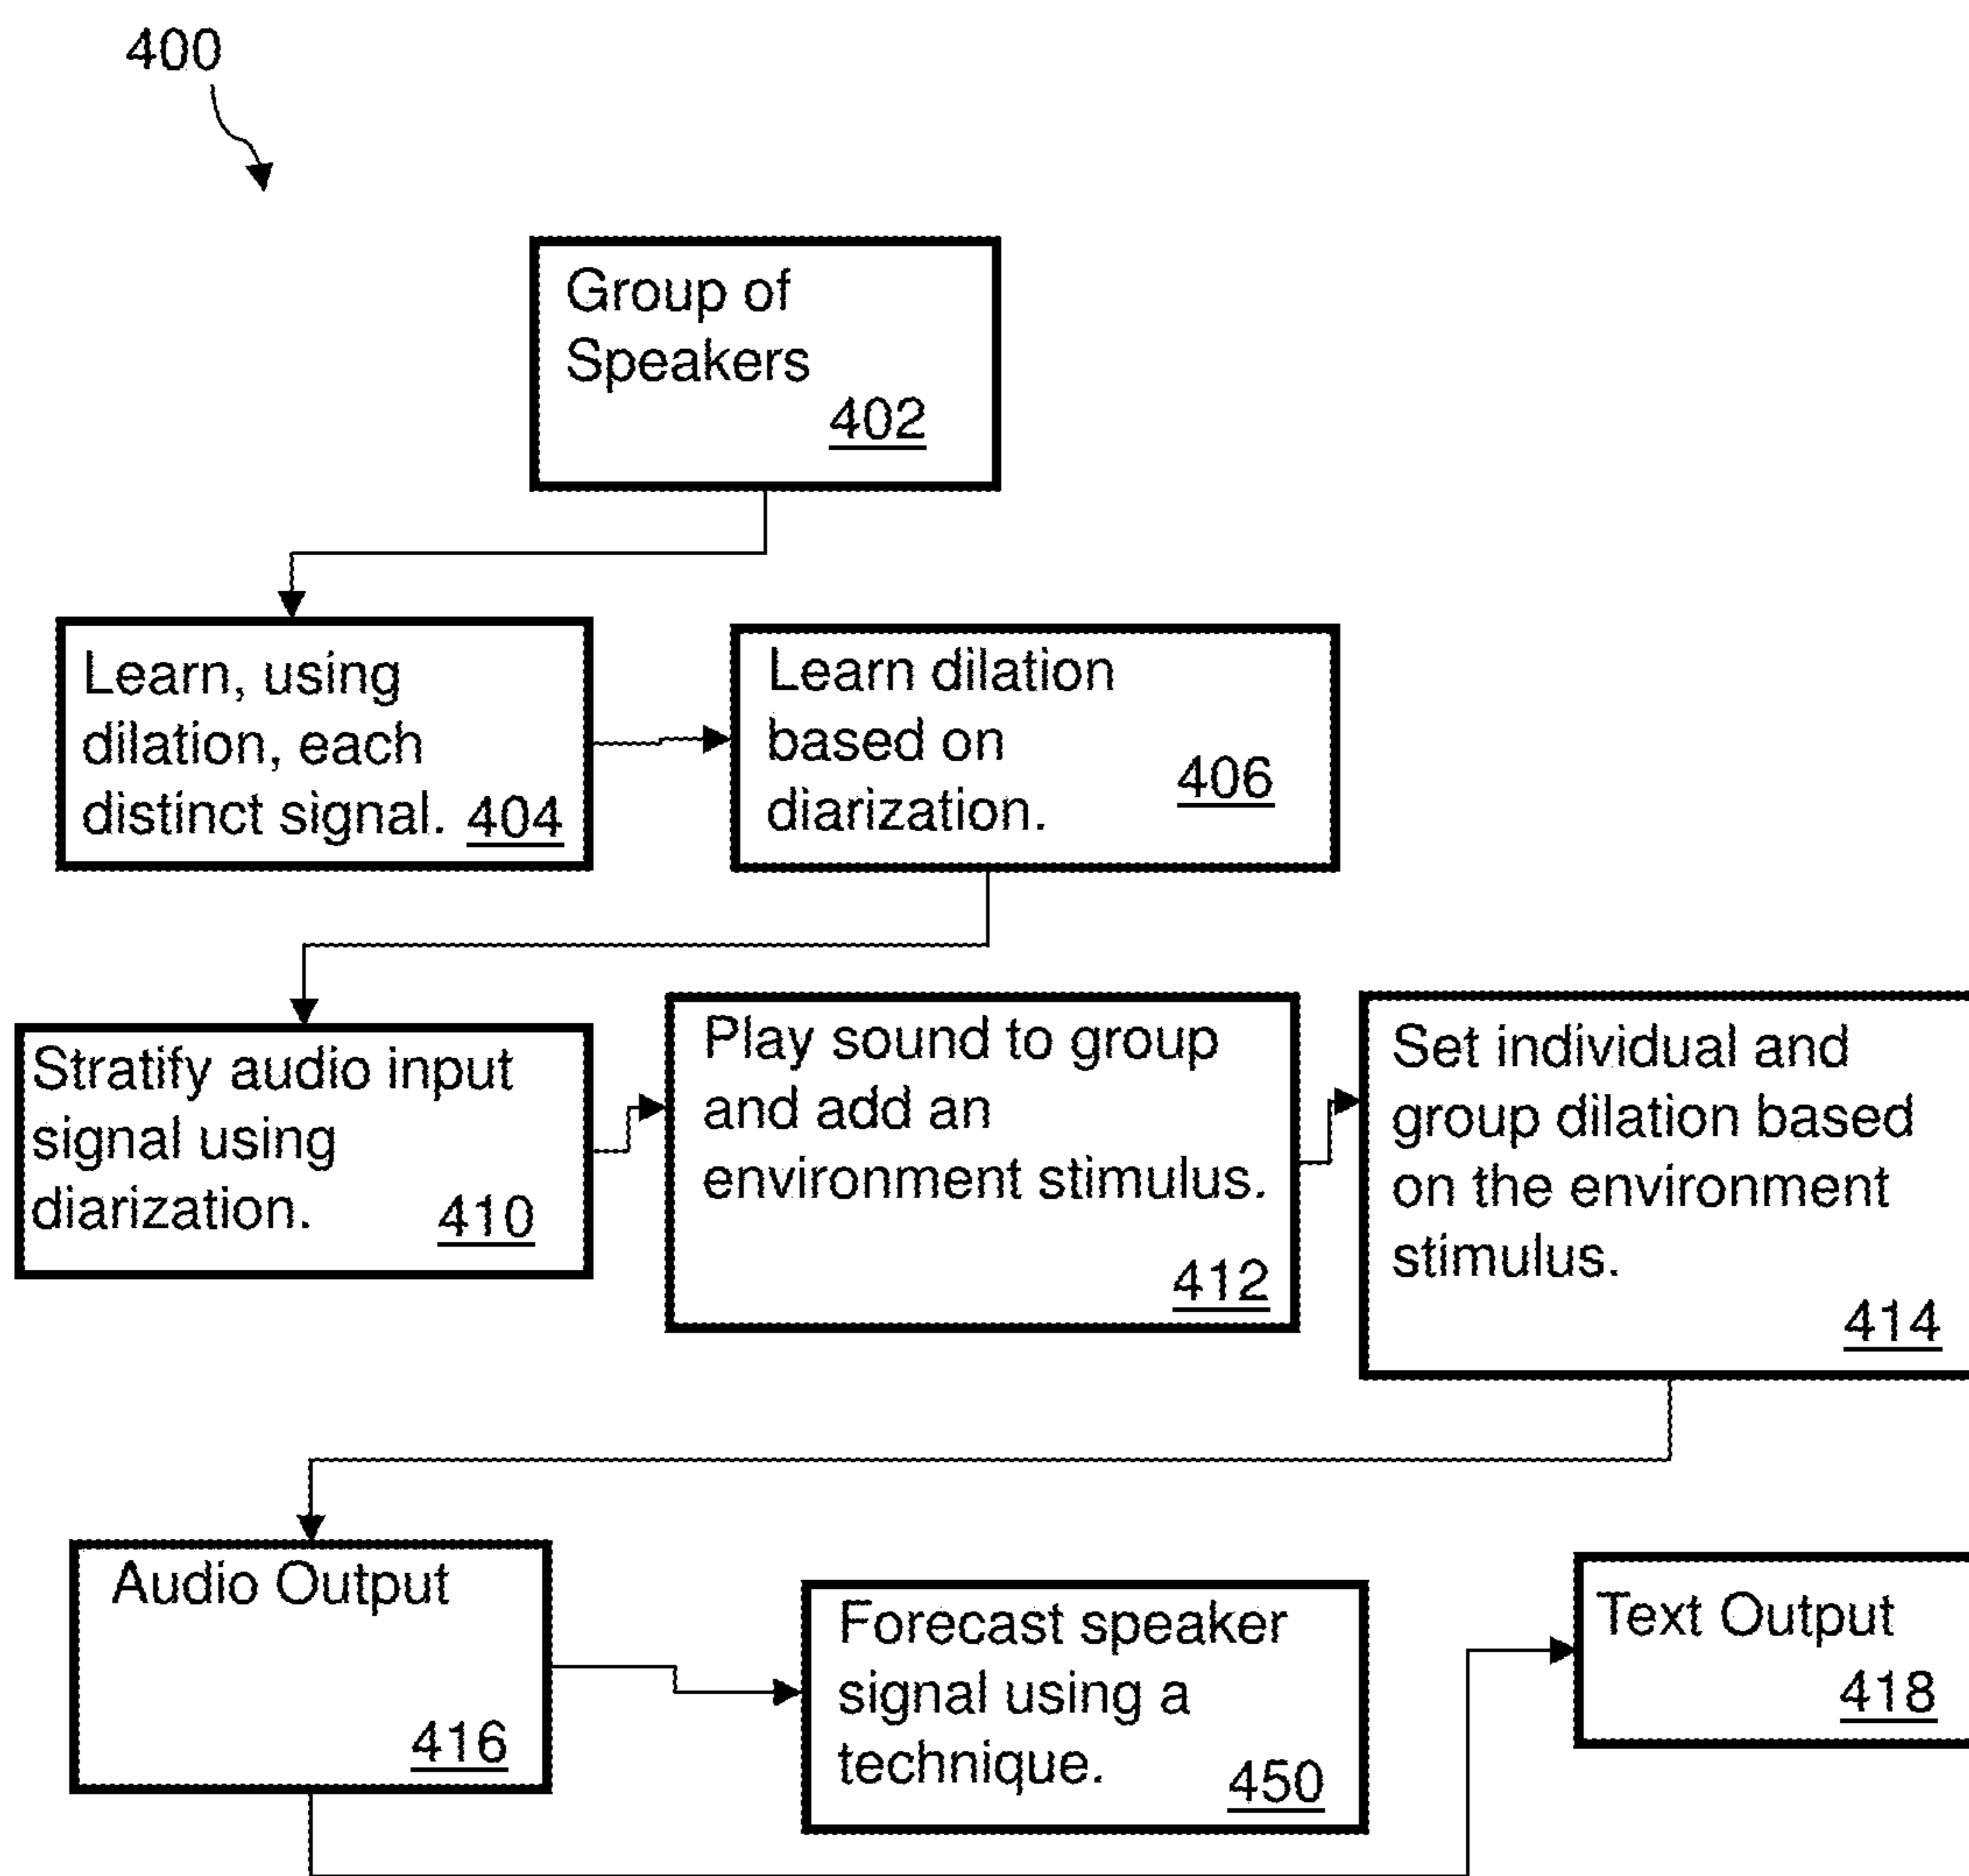 400
Group of
Speakers
402
Learn, using
dilation, each
distinct signal. 404
Learn dilation
based on
diarization.
406
Stratify audio input
signal using
diarization.
410
Play sound to group
and add an
environment stimulus.
412
Set individual and
group dilation based
on the environment
stimulus.
414
Audio Output
416
Forecast speaker
signal using a
technique.
450
Text Output
418